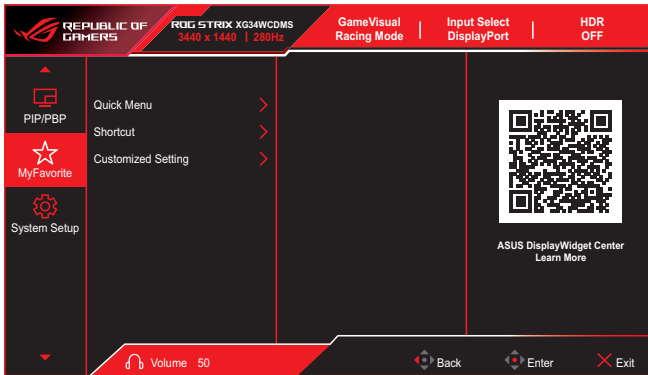 REPUBLIC OF
GAMERS
ROG STRIX XG34WCDMS
3440 x 1440 | 280Hz
GameVisual
Racing Mode
Input Select
DisplayPort
HDR
OFF
PIP/PBP
MyFavorite
System Setup
Quick Menu
Shortcut
Customized Setting
ASUS DisplayWidget Center
Learn More
Volume 50
Back
Enter
Exit